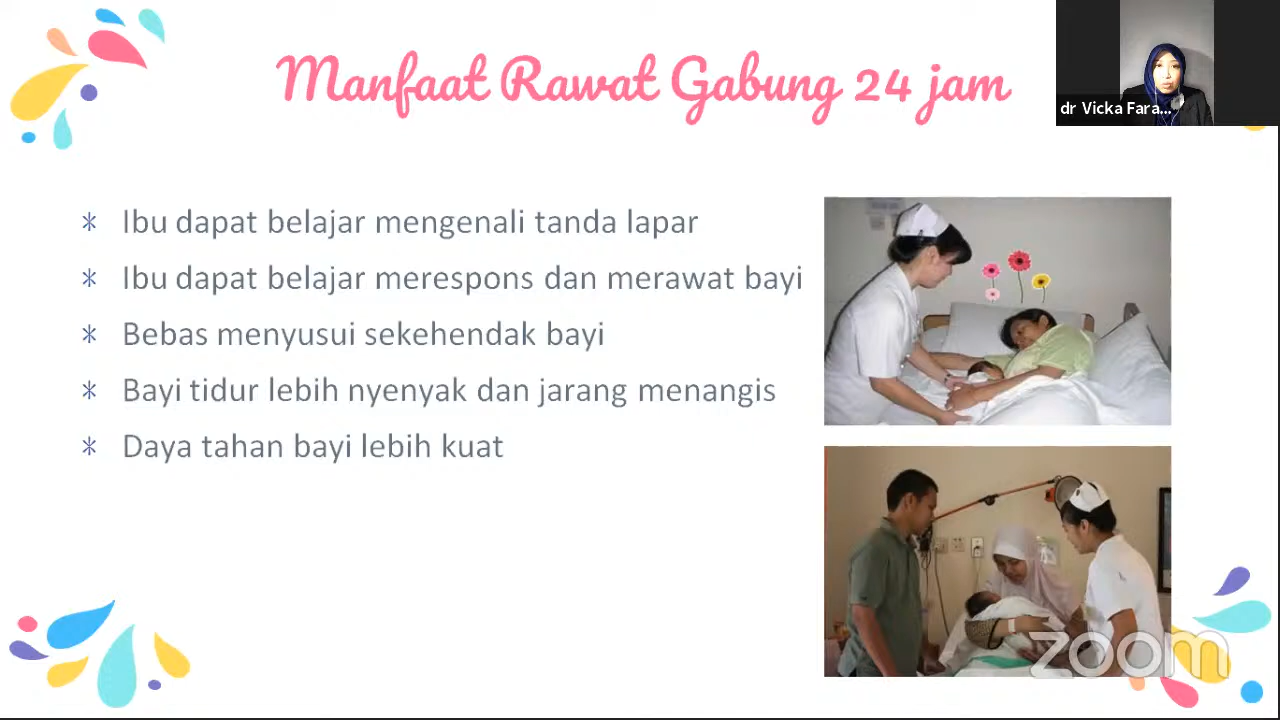 Manfaat Rawat Gabung 24 jam
dr Vicka Fara...
* Ibu dapat belajar mengenali tanda lapar
* Ibu dapat belajar merespons dan merawat bayi
* Bebas menyusui sekehendak bayi
* Bayi tidur lebih nyenyak dan jarang menangis
* Daya tahan bayi lebih kuat
zoom